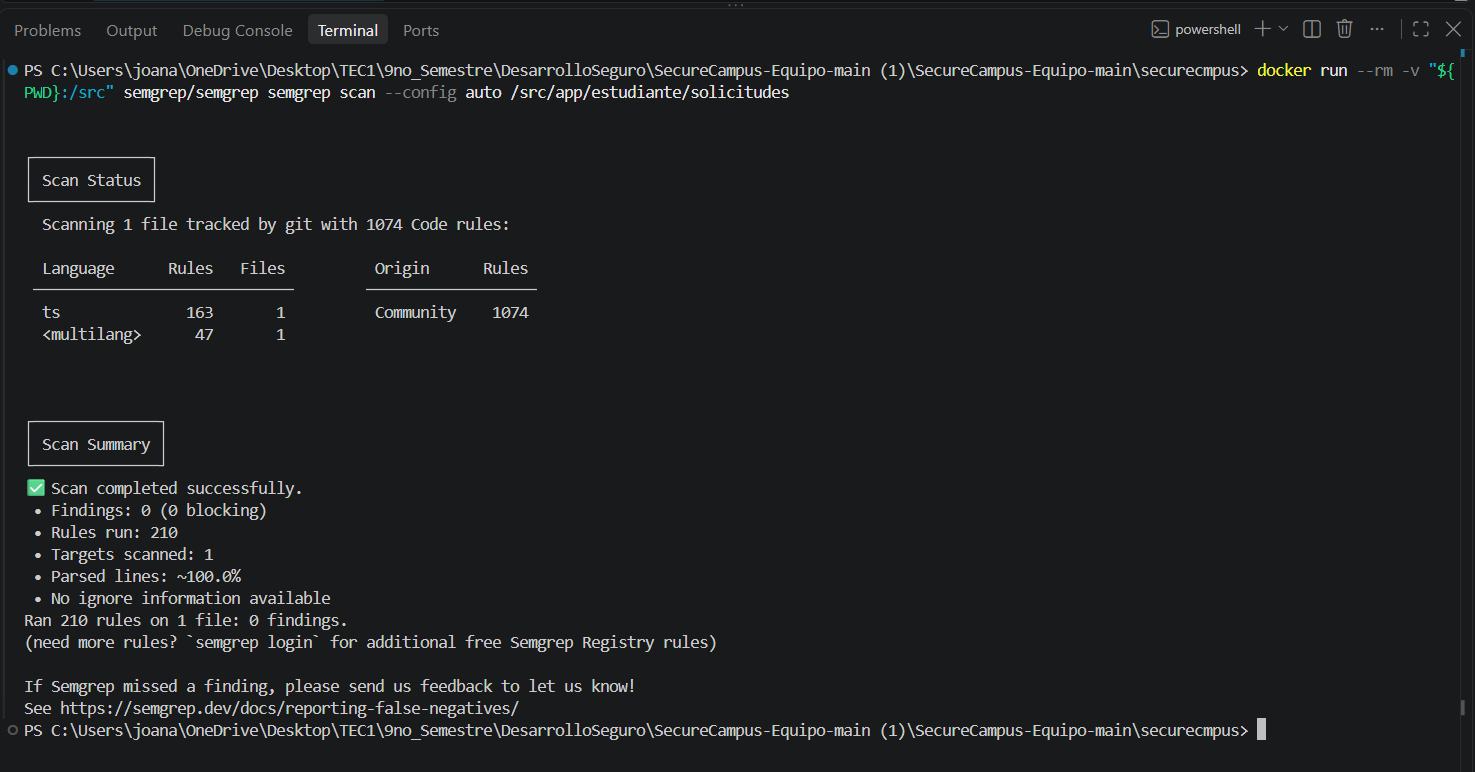 Problems Output Debug Console Terminal Ports powershell
PS C:\Users\joana\OneDrive\Desktop\TEC1\9no_Semestre\DesarrolloSeguro\SecureCampus-Equipo-main (1)\SecureCampus-Equipo-main\securecmpus> docker run --rm -v "${
PWD}:/src" semgrep/semgrep semgrep scan --config auto /src/app/estudiante/solicitudes
Scan Status
Scanning 1 file tracked by git with 1074 Code rules:
Language Rules Files Origin Rules
ts 163 1 Community 1074
<multilang> 47 1
Scan Summary
✅ Scan completed successfully.
• Findings: 0 (0 blocking)
• Rules run: 210
• Targets scanned: 1
• Parsed lines: ~100.0%
• No ignore information available
Ran 210 rules on 1 file: 0 findings.
(need more rules? `semgrep login` for additional free Semgrep Registry rules)
If Semgrep missed a finding, please send us feedback to let us know!
See https://semgrep.dev/docs/reporting-false-negatives/
PS C:\Users\joana\OneDrive\Desktop\TEC1\9no_Semestre\DesarrolloSeguro\SecureCampus-Equipo-main (1)\SecureCampus-Equipo-main\securecmpus>